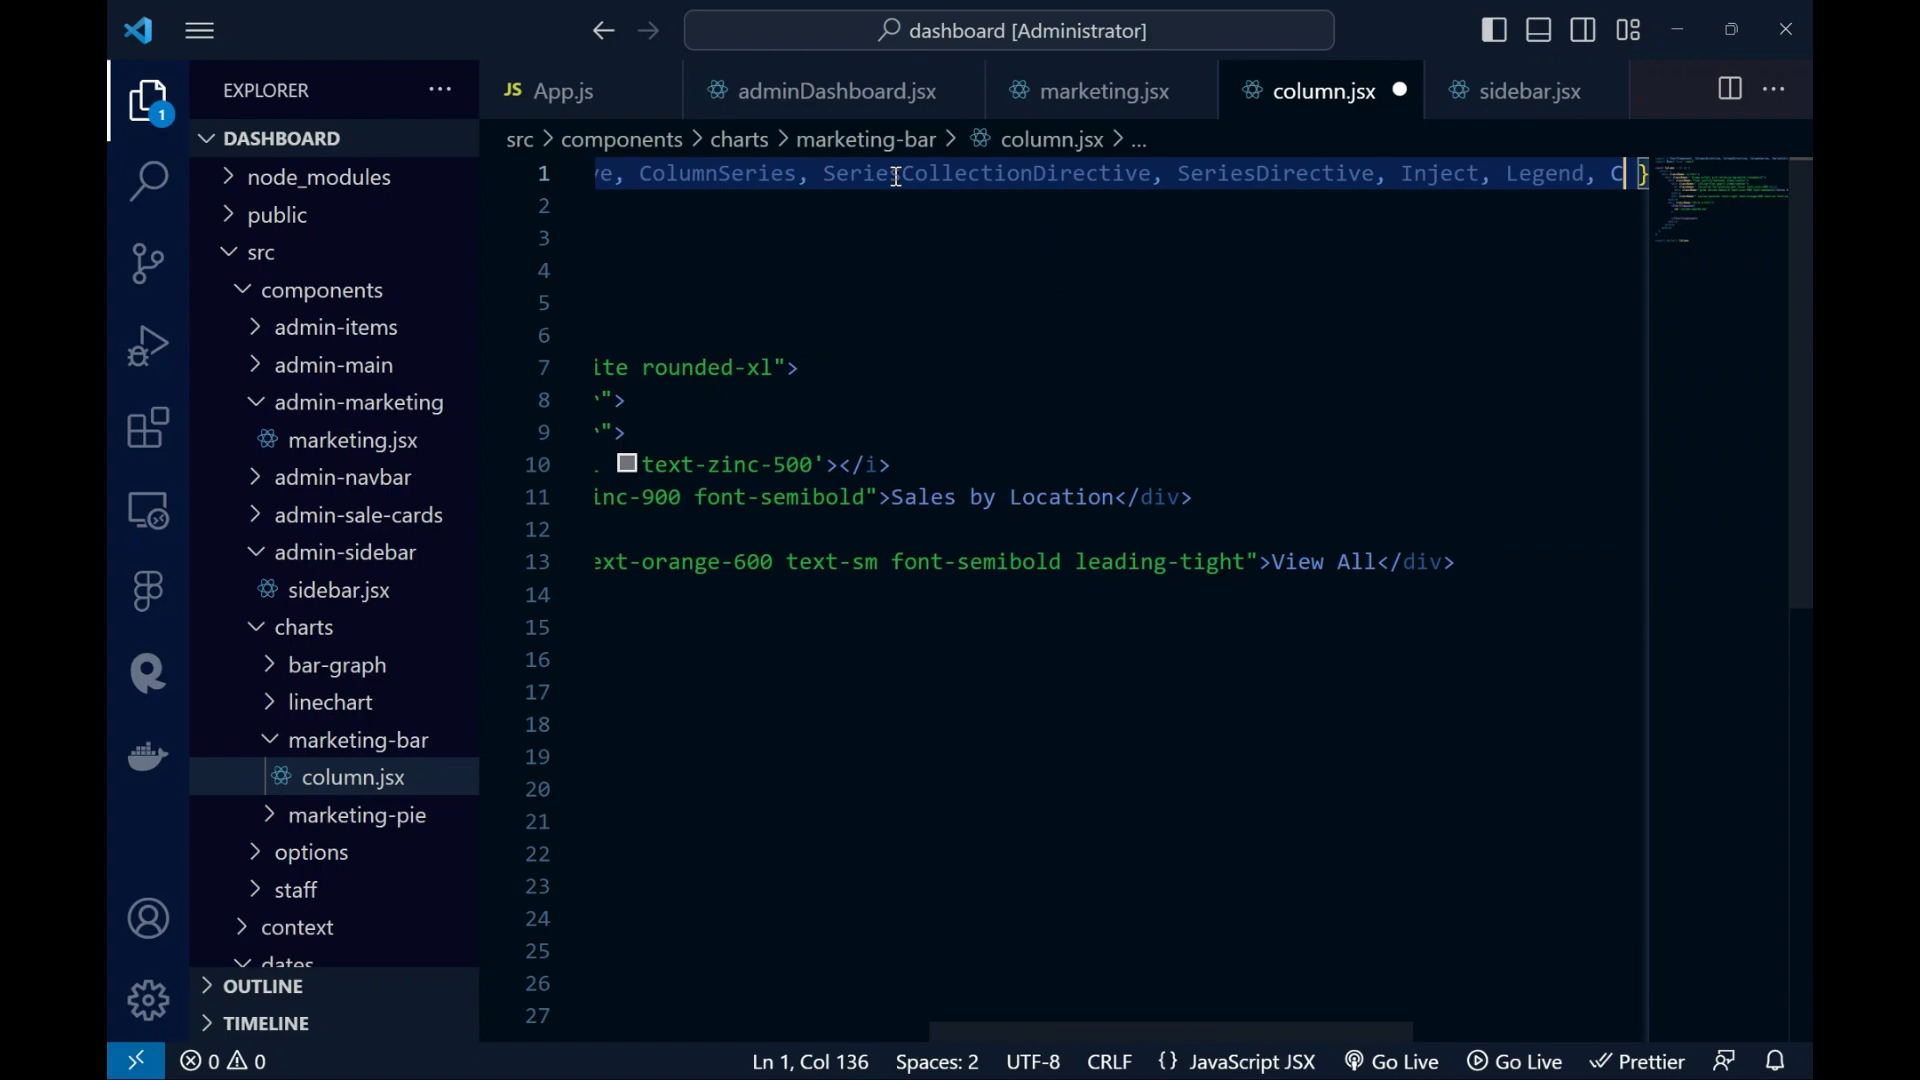 dashboard [Administrator]
EXPLORER
JS App.js
adminDashboard.jsx
marketing.jsx
column.jsx
sidebar.jsx
1
DASHBOARD
node_modules
public
src
components
admin-items
admin-main
admin-marketing
marketing.jsx
admin-navbar
admin-sale-cards
admin-sidebar
sidebar.jsx
charts
bar-graph
linechart
marketing-bar
column.jsx
marketing-pie
options
staff
context
dates
OUTLINE
TIMELINE
src > components > charts > marketing-bar > column.jsx > ...
1 ve, ColumnSeries, SeriesCollectionDirective, SeriesDirective, Inject, Legend, C }
2
3
4
5
6
7 ite rounded-xl">
8 ">
9 ">
10 text-zinc-500'></i>
11 inc-900 font-semibold">Sales by Location</div>
12
13 ext-orange-600 text-sm font-semibold leading-tight">View All</div>
14
15
16
17
18
19
20
21
22
23
24
25
26
27
0 0 Ln 1, Col 136 Spaces: 2 UTF-8 CRLF {} JavaScript JSX Go Live Go Live Prettier